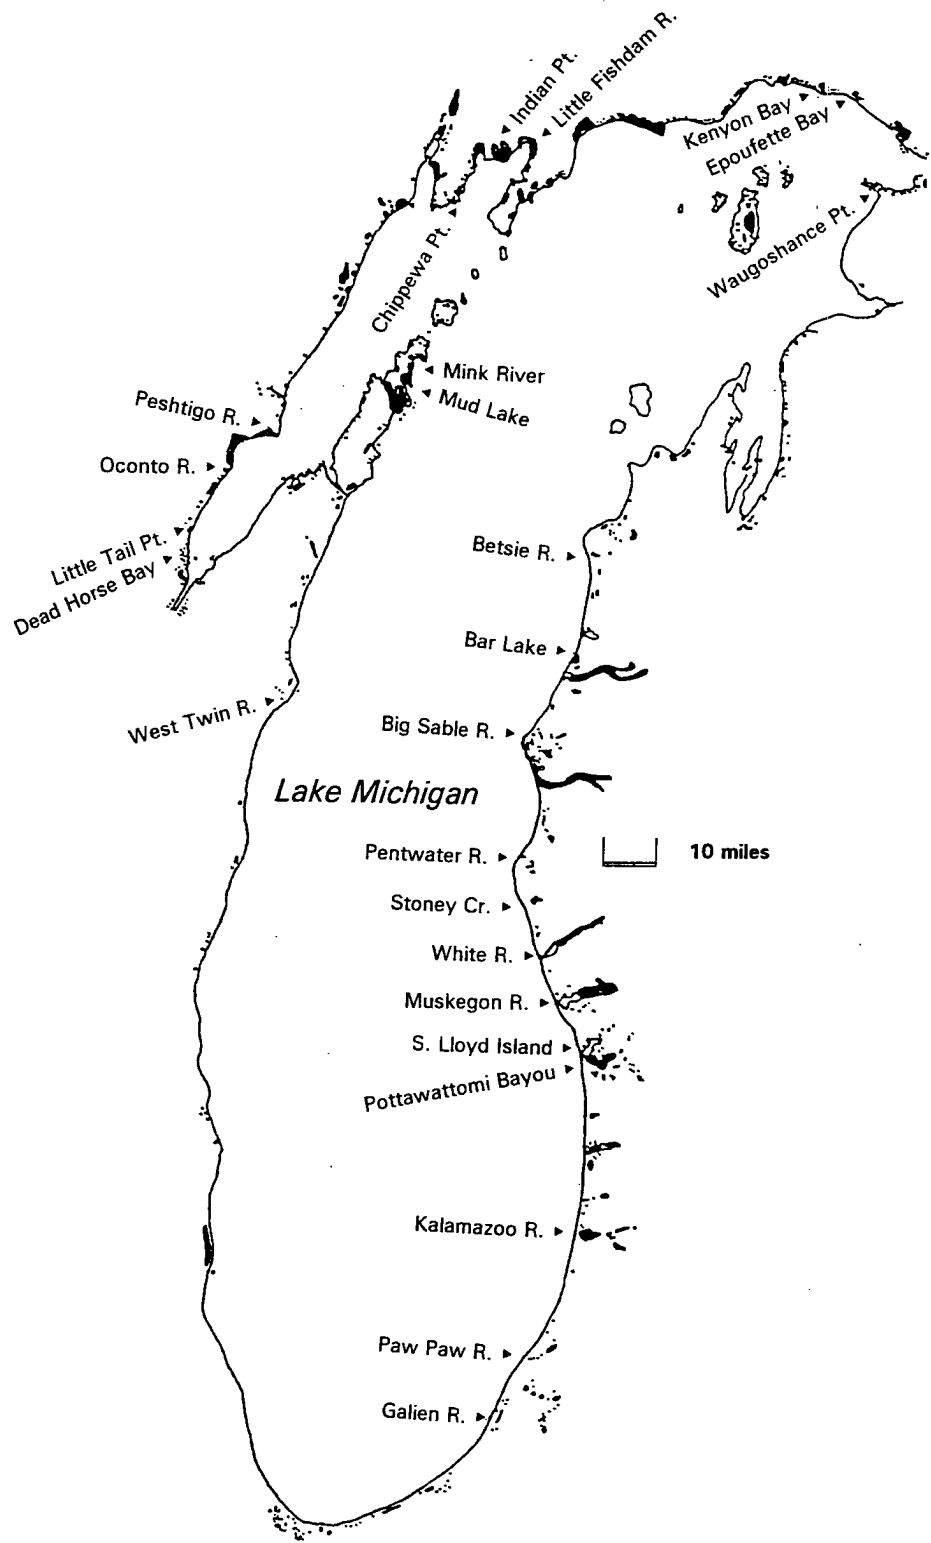 Indian Pt.
Little Fishdam R.
Kenyon Bay
Epoufette Bay
Waugoshance Pt.
Chippewa Pt.
Mink River
Mud Lake
Peshtigo R.
Oconto R.
Little Tail Pt.
Dead Horse Bay
Betsie R.
Bar Lake
West Twin R.
Big Sable R.
Lake Michigan
Pentwater R.
10 miles
Stoney Cr.
White R.
Muskegon R.
S. Lloyd Island
Pottawattomi Bayou
Kalamazoo R.
Paw Paw R.
Galien R.